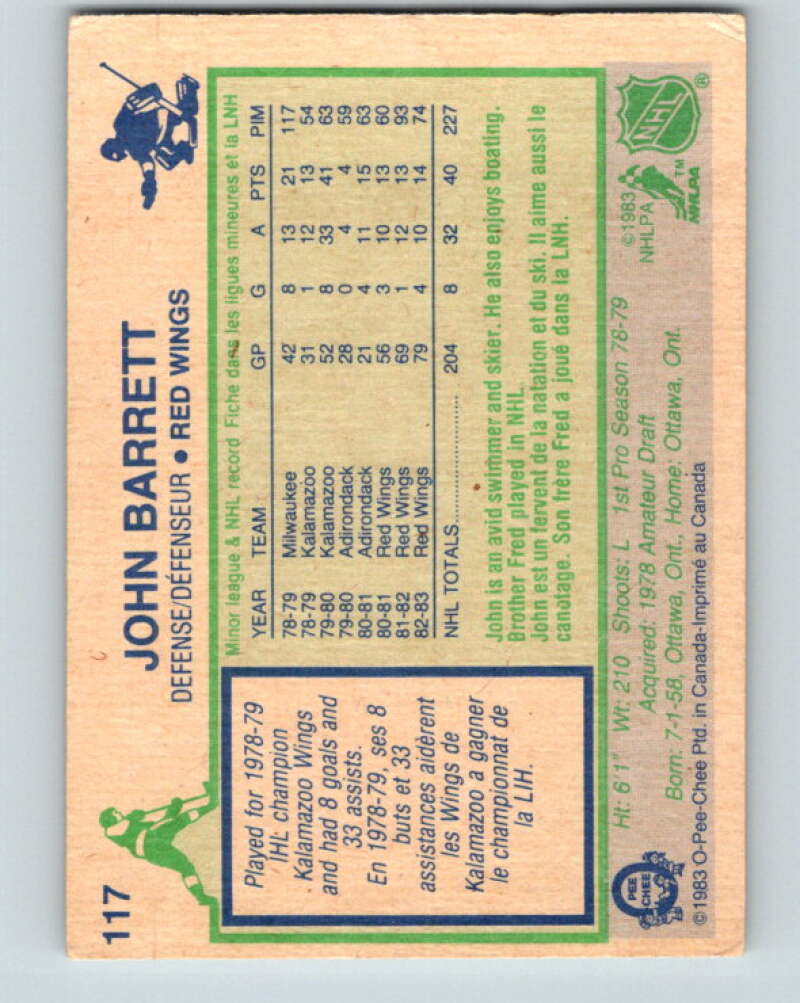 117
JOHN BARRETT
DEFENSE/DÉFENSEUR • RED WINGS
Played for 1978-79
IHL champion
Kalamazoo Wings
and had 8 goals and
33 assists.
En 1978-79, ses 8
buts et 33
assistances aidèrent
les Wings de
Kalamazoo a gagner
le championnat de
la LIH.
Minor league & NHL record Fiche dans les ligues mineures et la LNH
YEAR TEAM GP G A PTS PIM
78-79 Milwaukee 42 8 13 21 117
78-79 Kalamazoo 31 1 12 13 54
79-80 Kalamazoo 52 8 33 41 63
79-80 Adirondack 28 0 4 4 59
80-81 Adirondack 21 4 11 15 63
80-81 Red Wings 56 3 10 13 60
81-82 Red Wings 69 1 12 13 93
82-83 Red Wings 79 4 10 14 74
NHL TOTALS 204 8 32 40 227
John is an avid swimmer and skier. He also enjoys boating.
Brother Fred played in NHL.
John est un fervent de la natation et du ski. Il aime aussi le
canotage. Son frère Fred a joué dans la LNH.
Ht: 6'1" Wt: 210 Shoots: L 1st Pro Season 78-79
Acquired: 1978 Amateur Draft
Born: 7-1-58, Ottawa, Ont., Home: Ottawa, Ont.
©1983 O-Pee-Chee Ptd. in Canada-Imprimé au Canada
O PEE CHEE
©1983
NHLPA
NHLPA TM
NHL ®